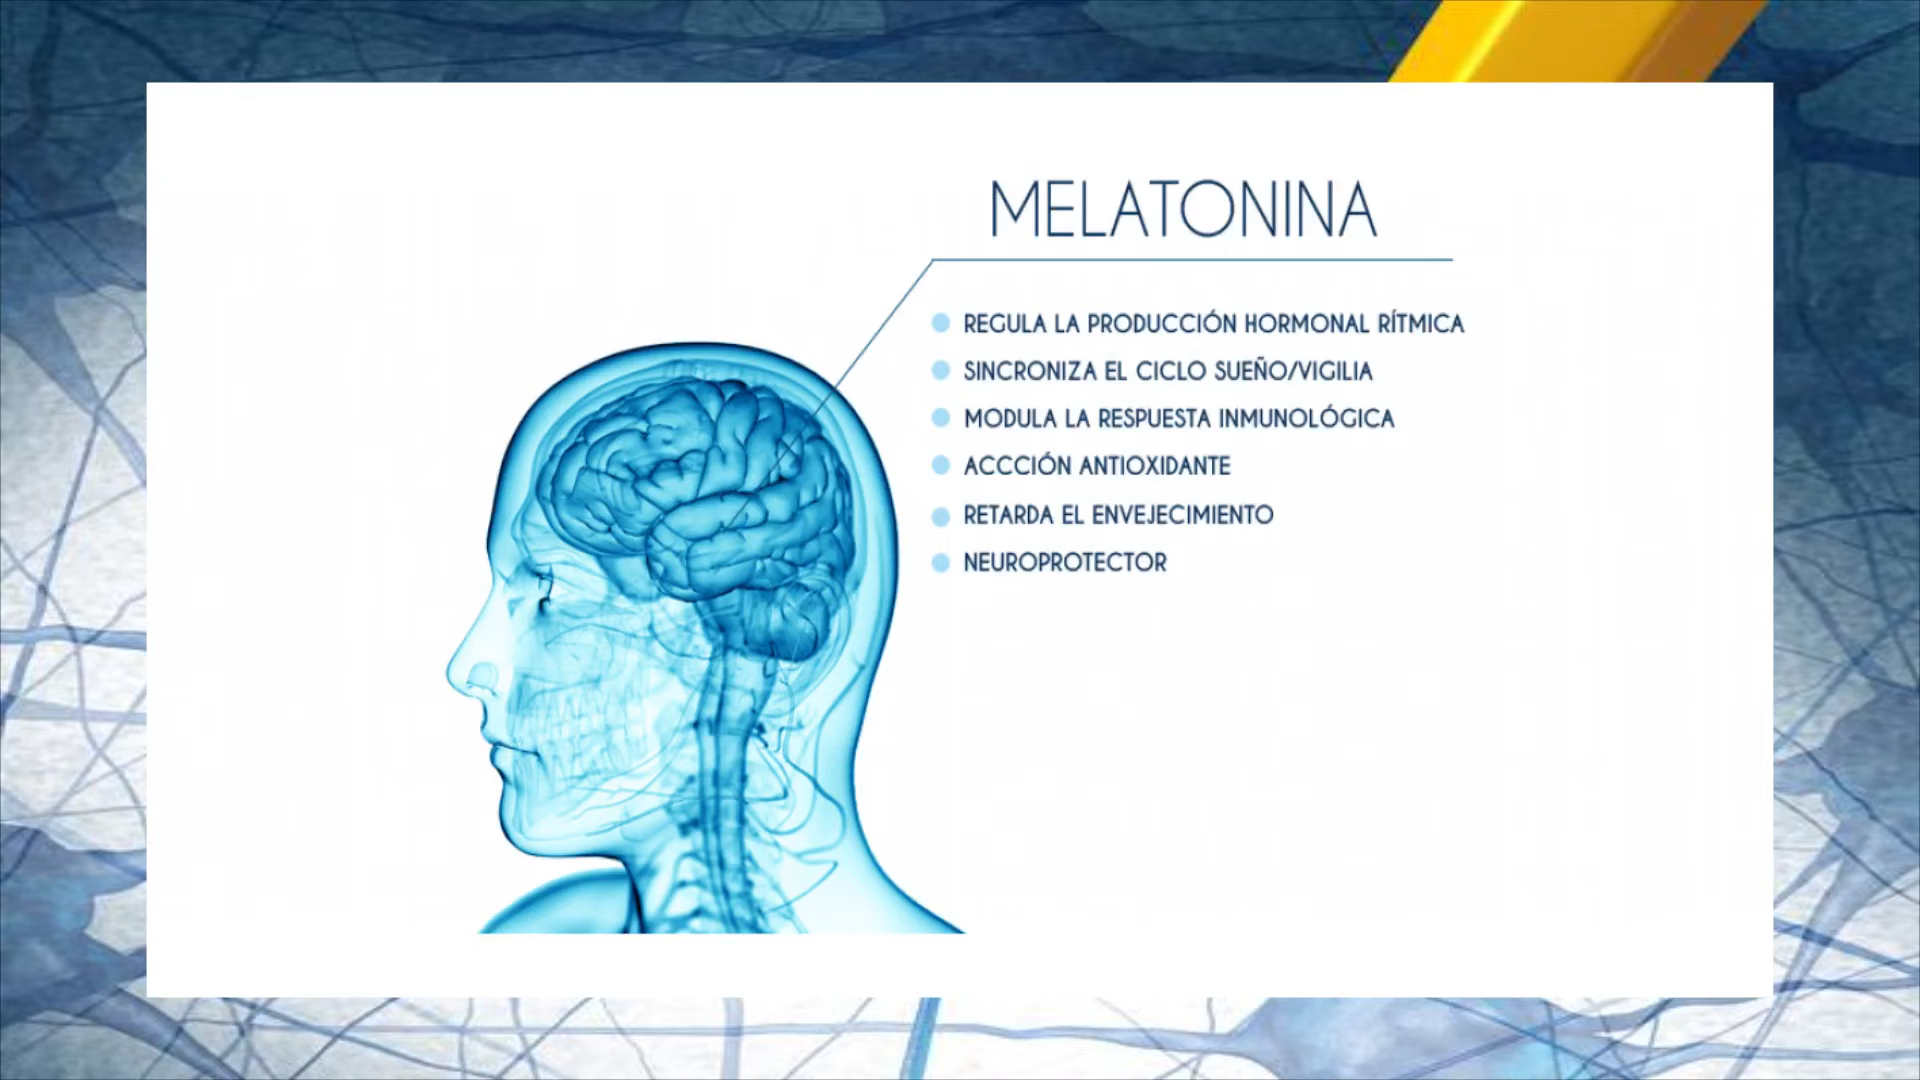 MELATONINA
REGULA LA PRODUCCIÓN HORMONAL RÍTMICA
SINCRONIZA EL CICLO SUEÑO/VIGILIA
MODULA LA RESPUESTA INMUNOLÓGICA
ACCCIÓN ANTIOXIDANTE
RETARDA EL ENVEJECIMIENTO
NEUROPROTECTOR